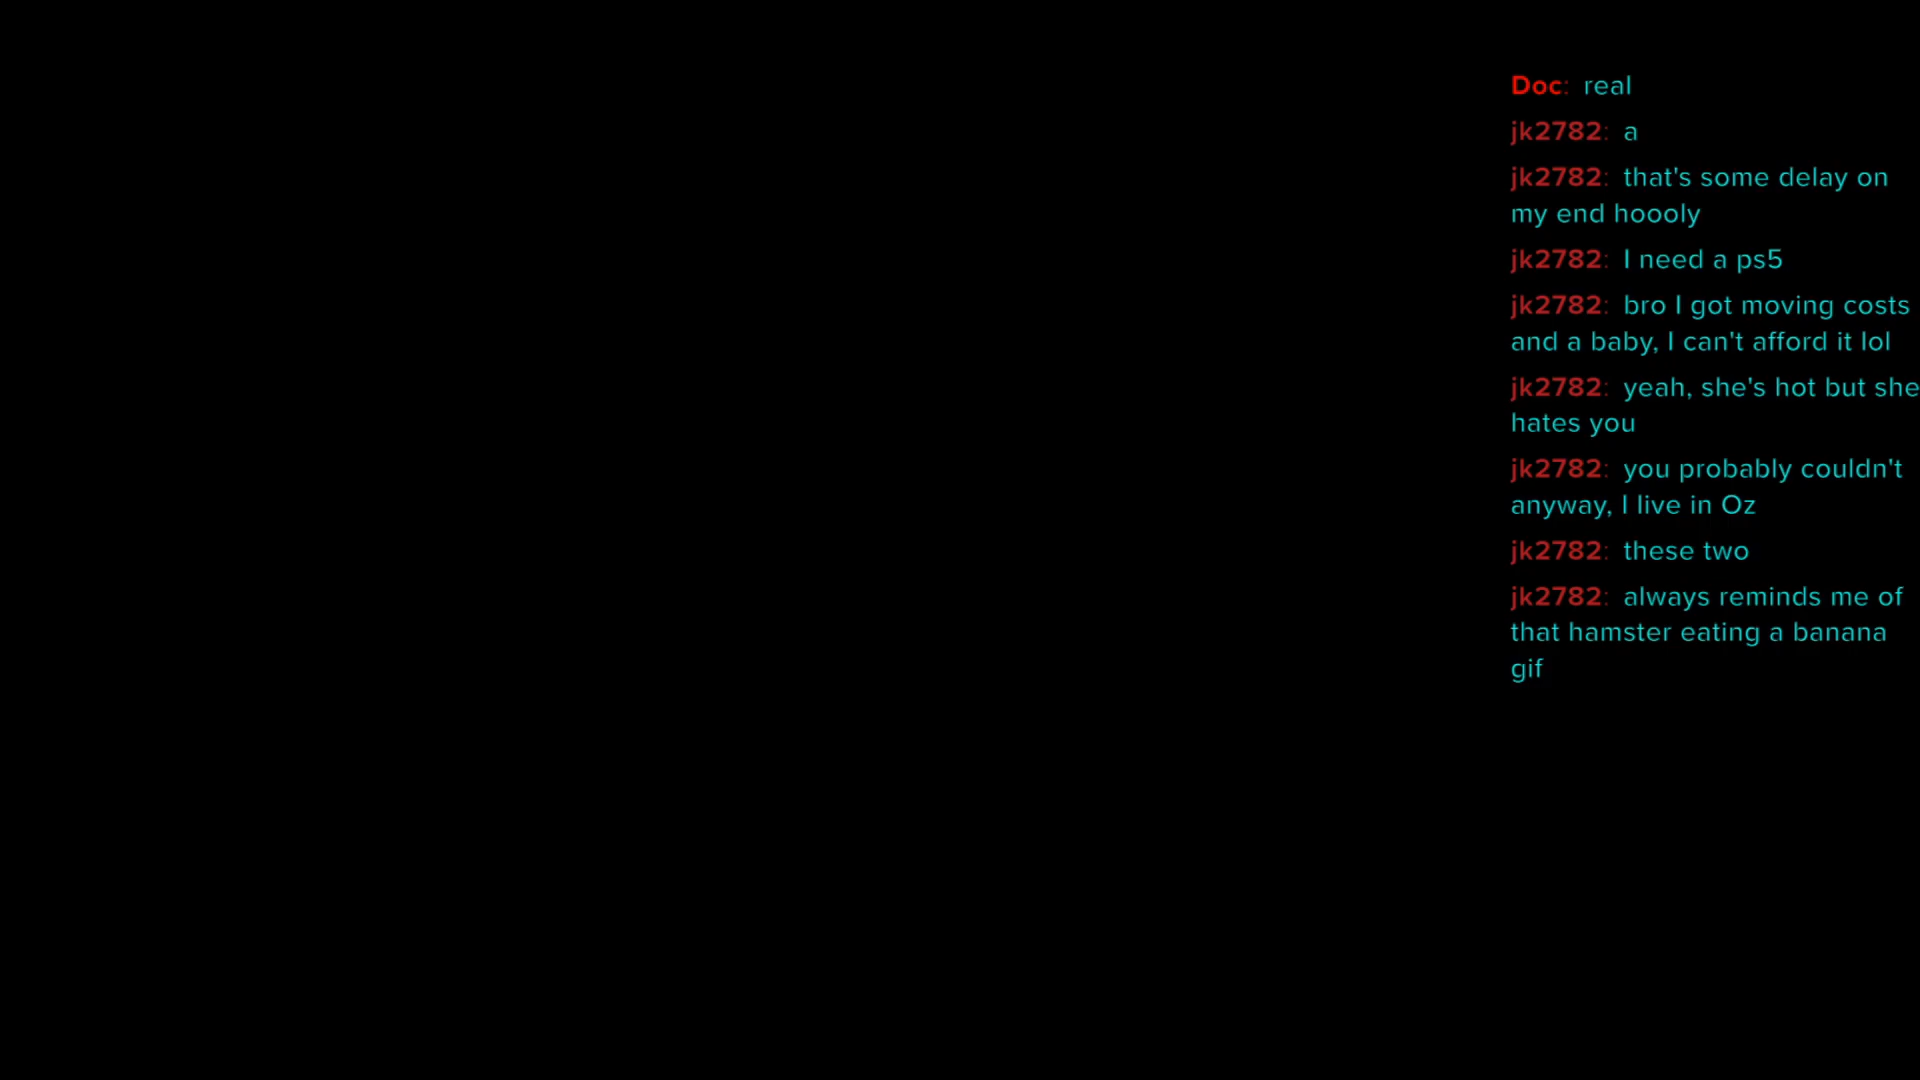 Doc: real
jk2782: a
jk2782: that's some delay on
my end hoooly
jk2782: I need a ps5
jk2782: bro I got moving costs
and a baby, I can't afford it lol
jk2782: yeah, she's hot but she
hates you
jk2782: you probably couldn't
anyway, I live in Oz
jk2782: these two
jk2782: always reminds me of
that hamster eating a banana
gif